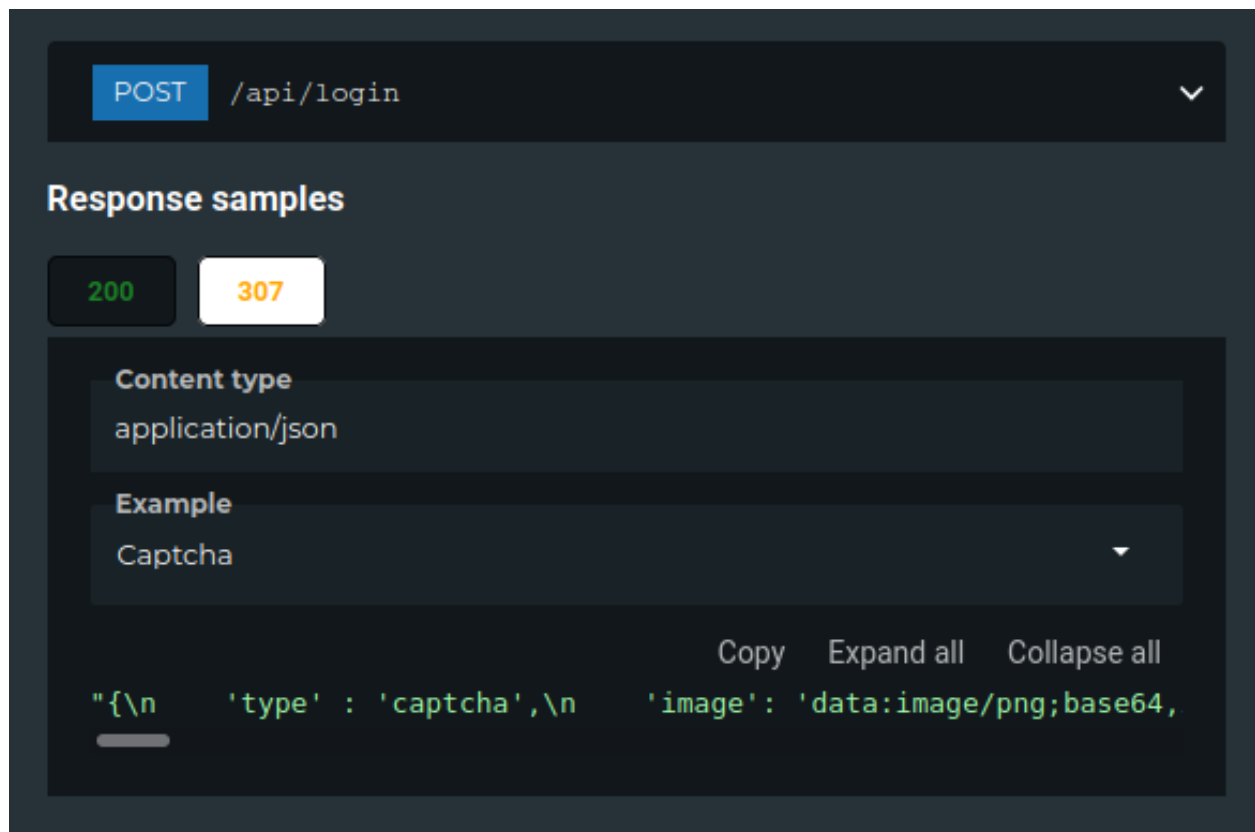 POST /api/login
Response samples
200 307
Content type
application/json
Example
Captcha
Copy Expand all Collapse all
"{\n    'type' : 'captcha',\n    'image': 'data:image/png;base64,